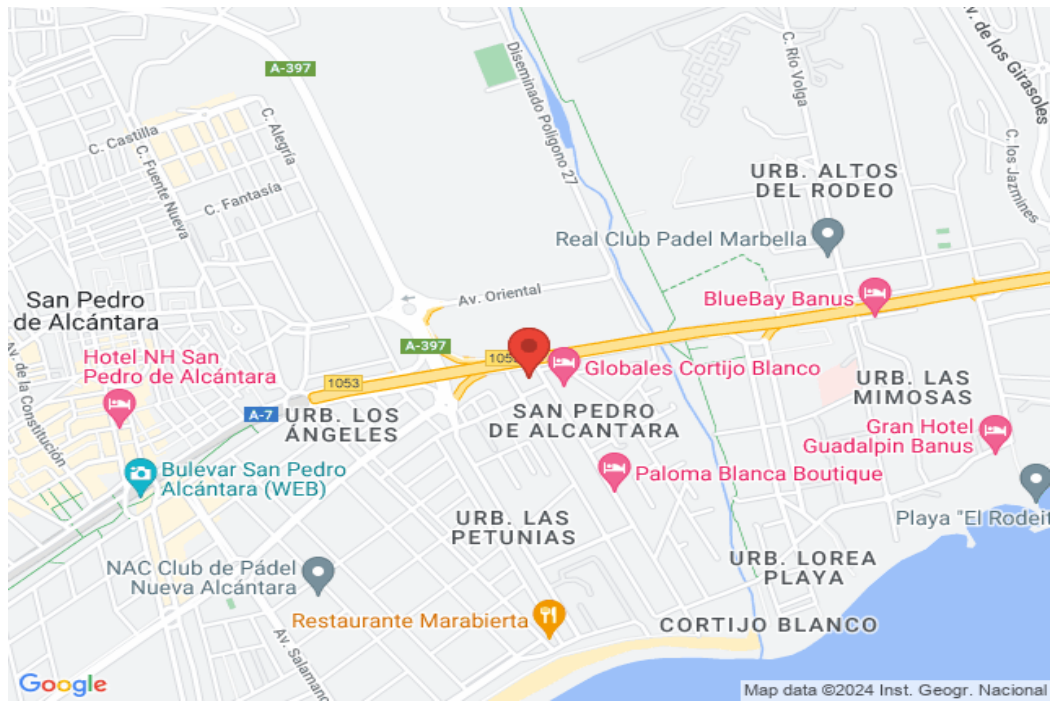 A-397
Av. de los Girasoles
C. Río Volga
Diseminado Polígono 27
C. Castilla
C. Alegría
C. Fuente Nueva
C. los Jazmines
URB. ALTOS
DEL RODEO
C. Fantasía
Real Club Padel Marbella
San Pedro
de Alcántara
Av. Oriental
BlueBay Banus
A-397
105
Hotel NH San
Pedro de Alcántara
Globales Cortijo Blanco
1053
Av. de la Constitución
A-7
URB. LOS
ÁNGELES
SAN PEDRO
DE ALCANTARA
URB. LAS
MIMOSAS
Gran Hotel
Guadalpin Banus
Bulevar San Pedro
Alcántara (WEB)
Paloma Blanca Boutique
URB. LAS
PETUNIAS
Playa "El Rodeit
URB. LOREA
PLAYA
NAC Club de Pádel
Nueva Alcántara
Restaurante Marabierta
CORTIJO BLANCO
Av. Salaman
Google
Map data ©2024 Inst. Geogr. Nacional